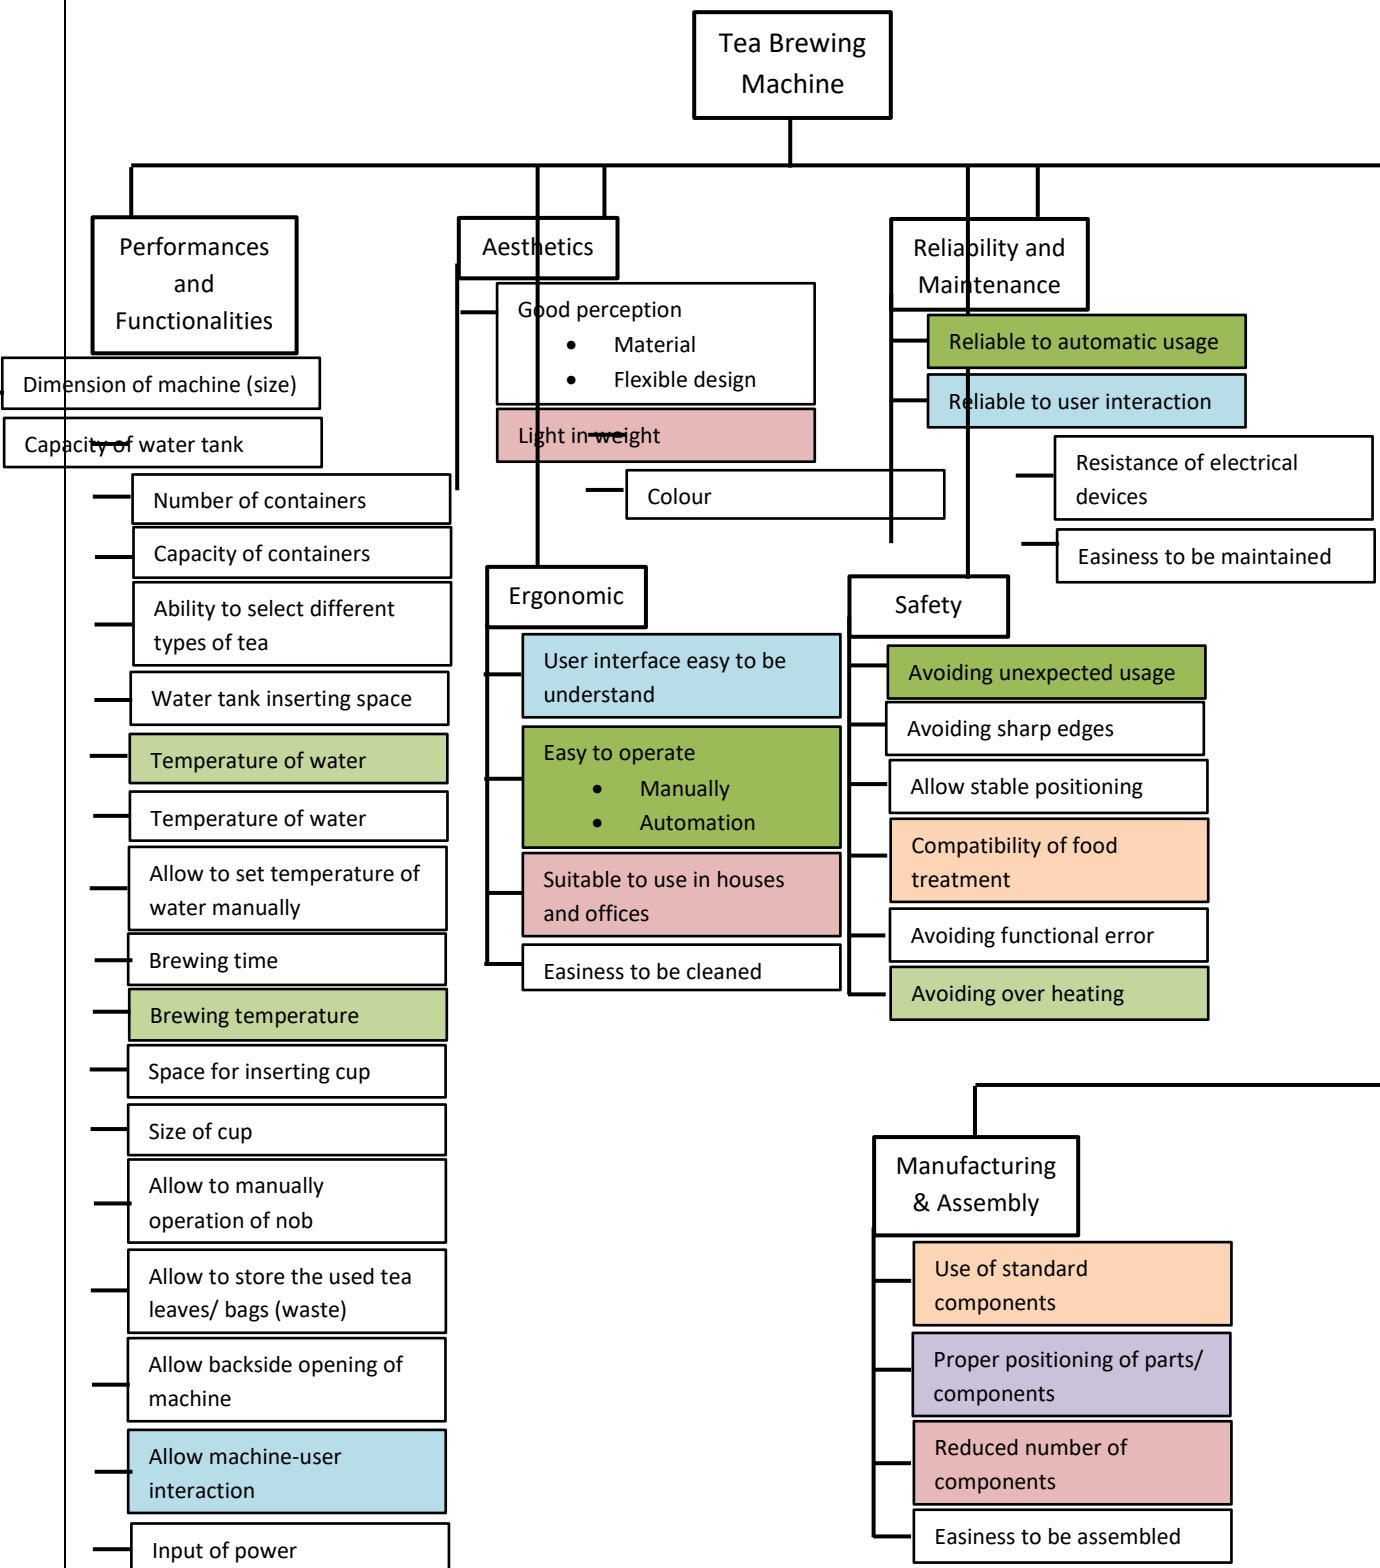 Tea Brewing
Machine
Performances
and
Functionalities
Dimension of machine (size)
Capacity of water tank
Number of containers
Capacity of containers
Ability to select different
types of tea
Water tank inserting space
Temperature of water
Temperature of water
Allow to set temperature of
water manually
Brewing time
Brewing temperature
Space for inserting cup
Size of cup
Allow to manually
operation of nob
Allow to store the used tea
leaves/ bags (waste)
Allow backside opening of
machine
Allow machine-user
interaction
Input of power
Aesthetics
Good perception
• Material
• Flexible design
Light in weight
Colour
Ergonomic
User interface easy to be
understand
Easy to operate
• Manually
• Automation
Suitable to use in houses
and offices
Easiness to be cleaned
Reliability and
Maintenance
Reliable to automatic usage
Reliable to user interaction
Resistance of electrical
devices
Easiness to be maintained
Safety
Avoiding unexpected usage
Avoiding sharp edges
Allow stable positioning
Compatibility of food
treatment
Avoiding functional error
Avoiding over heating
Manufacturing
& Assembly
Use of standard
components
Proper positioning of parts/
components
Reduced number of
components
Easiness to be assembled